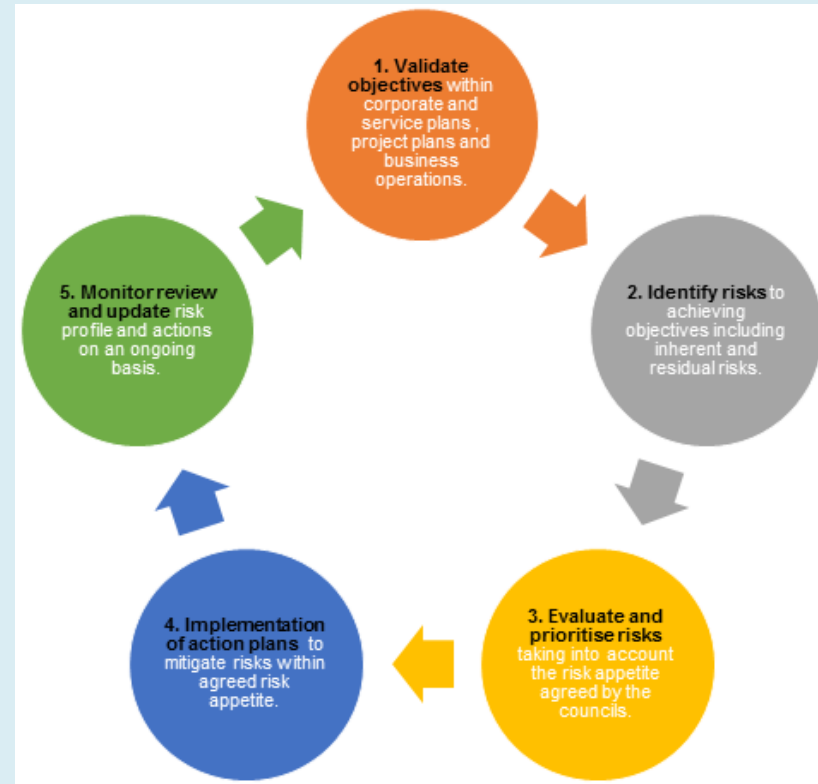 1. Validate
objectives within
corporate and
service plans ,
project plans and
business
operations.
2. Identify risks to
achieving
objectives including
inherent and
residual risks.
3. Evaluate and
prioritise risks
taking into account
the risk appetite
agreed by the
councils.
4. Implementation
of action plans to
mitigate risks within
agreed risk
appetite.
5. Monitor review
and update risk
profile and actions
on an ongoing
basis.